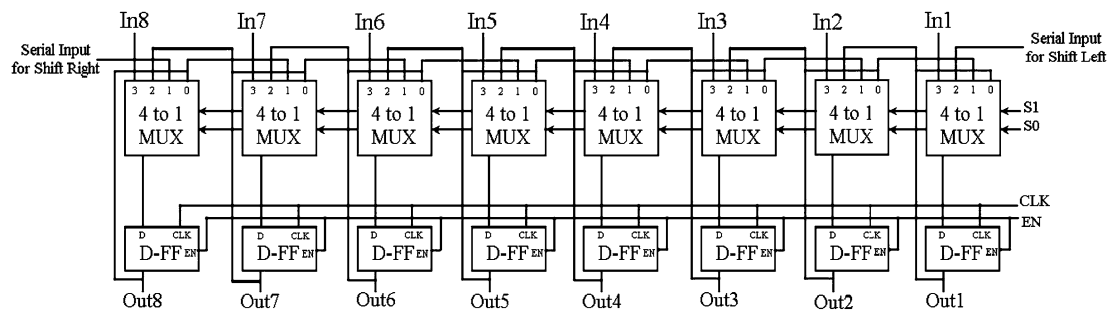 In8 In7 In6 In5 In4 In3 In2 In1
Serial Input for Shift Right
Serial Input for Shift Left
3 2 1 0 3 2 1 0 3 2 1 0 3 2 1 0 3 2 1 0 3 2 1 0 3 2 1 0 3 2 1 0
4 to 1 4 to 1 4 to 1 4 to 1 4 to 1 4 to 1 4 to 1 4 to 1
S1
MUX MUX MUX MUX MUX MUX MUX MUX
S0
CLK
EN
D CLK D CLK D CLK D CLK D CLK D CLK D CLK D CLK
D-FF EN D-FF EN D-FF EN D-FF EN D-FF EN D-FF EN D-FF EN D-FF EN
Out8 Out7 Out6 Out5 Out4 Out3 Out2 Out1